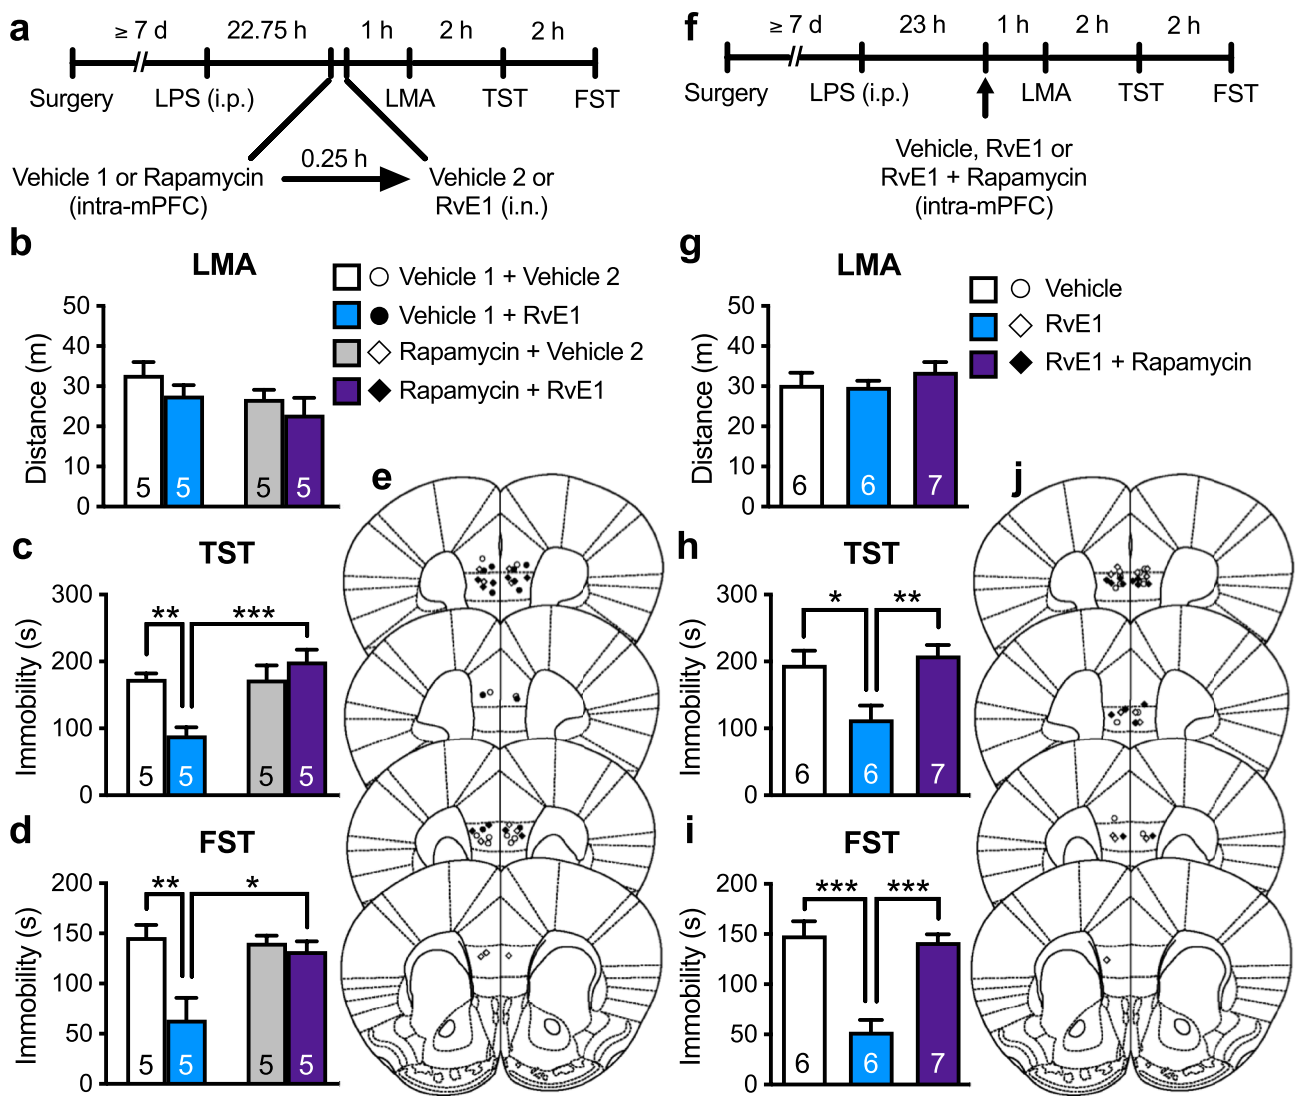 a
≥ 7 d 22.75 h 1 h 2 h 2 h
Surgery LPS (i.p.) LMA TST FST
0.25 h
Vehicle 1 or Rapamycin
(intra-mPFC)
Vehicle 2 or
RvE1 (i.n.)
b
LMA
Vehicle 1 + Vehicle 2
Vehicle 1 + RvE1
Rapamycin + Vehicle 2
Rapamycin + RvE1
Distance (m)
50
40
30
20
10
0
5 5 5 5
c
TST
Immobility (s)
300
200
100
0
** ***
5 5 5 5
d
FST
Immobility (s)
200
150
100
50
0
** *
5 5 5 5
e
f
≥ 7 d 23 h 1 h 2 h 2 h
Surgery LPS (i.p.) LMA TST FST
Vehicle, RvE1 or
RvE1 + Rapamycin
(intra-mPFC)
g
LMA
Vehicle
RvE1
RvE1 + Rapamycin
Distance (m)
50
40
30
20
10
0
6 6 7
h
TST
Immobility (s)
300
200
100
0
* **
6 6 7
i
FST
Immobility (s)
200
150
100
50
0
*** ***
6 6 7
j